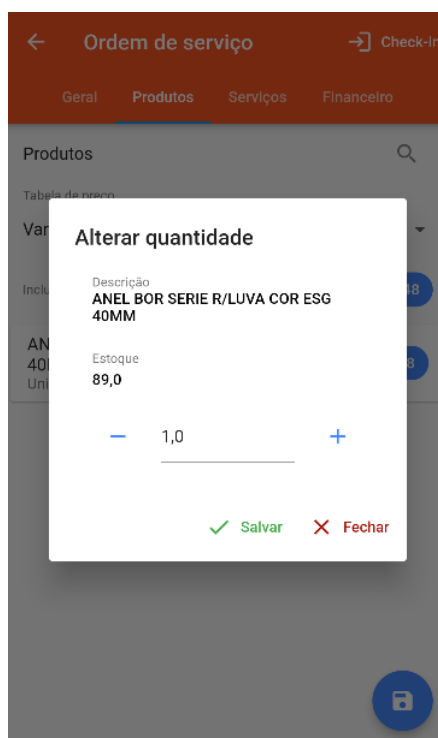 Ordem de serviço
Check-In
Geral Produtos Serviços Financeiro
Produtos
Tabela de preço
Alterar quantidade
Descrição
ANEL BOR SERIE R/LUVA COR ESG
40MM
Estoque
89,0
1,0
Salvar Fechar